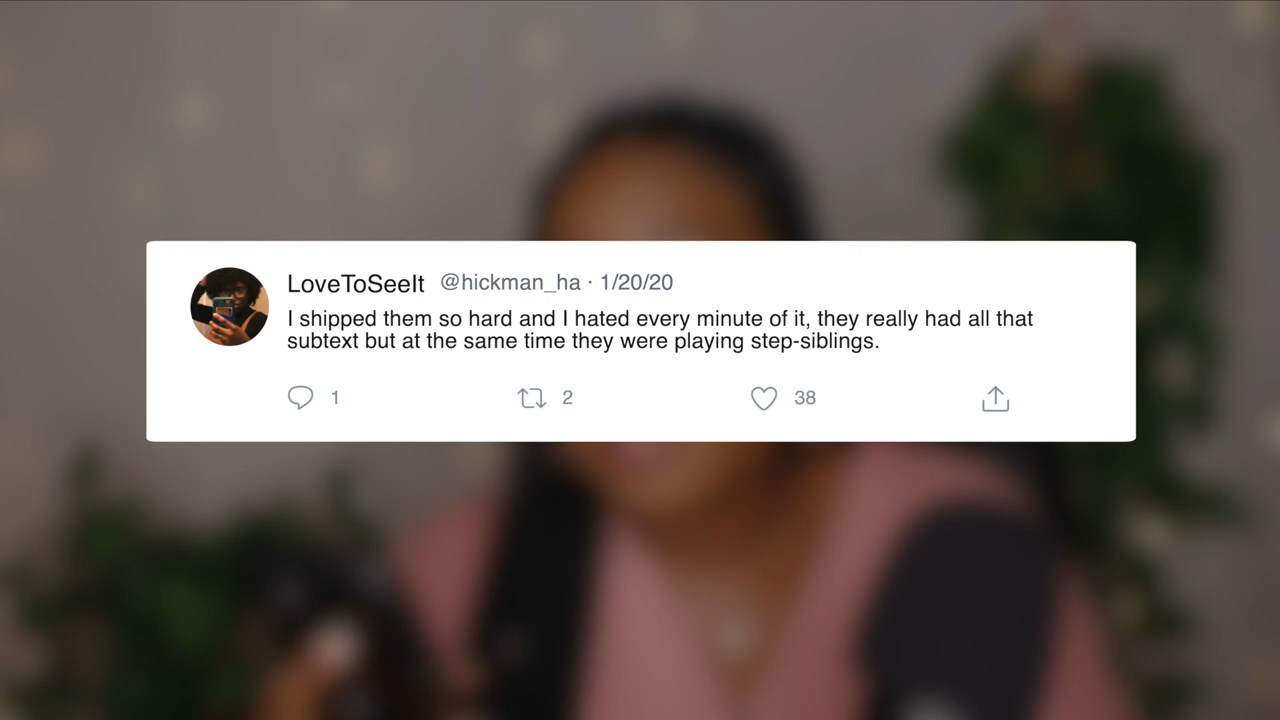 LoveToSeeIt @hickman_ha · 1/20/20
I shipped them so hard and I hated every minute of it, they really had all that
subtext but at the same time they were playing step-siblings.
1 2 38